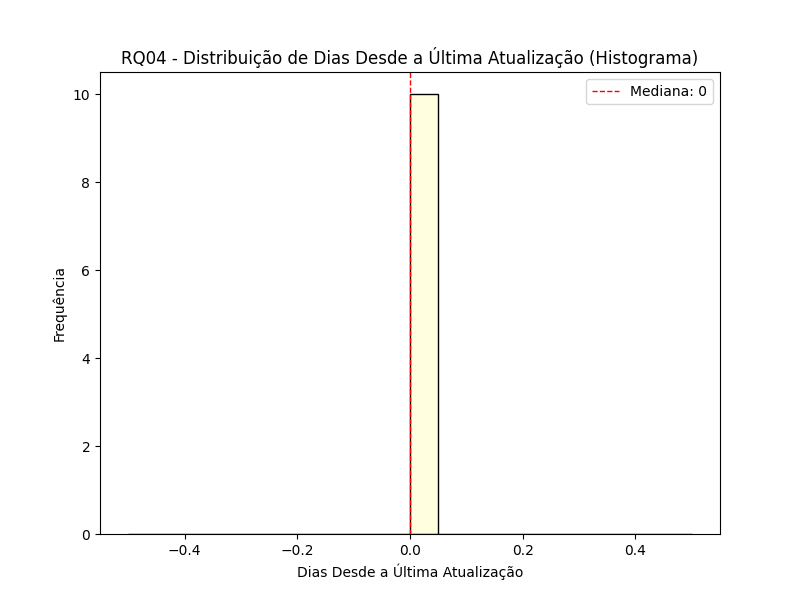 RQ04 - Distribuição de Dias Desde a Última Atualização (Histograma)
Mediana: 0
10
8
6
4
2
0
Frequência
−0.4 −0.2 0.0 0.2 0.4
Dias Desde a Última Atualização